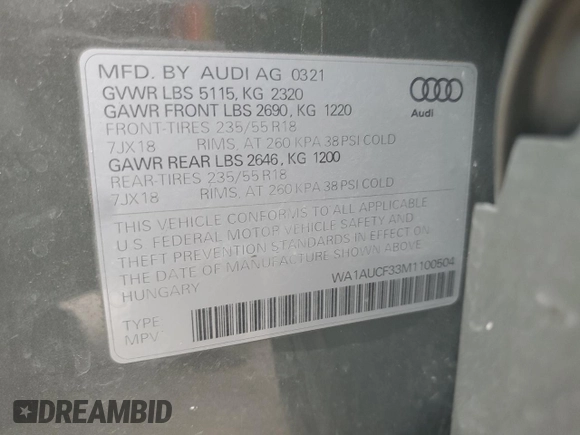 MFD. BY AUDI AG 0321
GVWR LBS 5115, KG 2320
GAWR FRONT LBS 2690, KG 1220
FRONT-TIRES 235/55 R18
7JX18 RIMS, AT 260 KPA 38 PSI COLD
GAWR REAR LBS 2646, KG 1200
REAR-TIRES 235/55 R18
7JX18 RIMS, AT 260 KPA 38 PSI COLD
Audi
THIS VEHICLE CONFORMS TO ALL APPLICABLE
U.S. FEDERAL MOTOR VEHICLE SAFETY AND
THEFT PREVENTION STANDARDS IN EFFECT ON
THE DATE OF MANUFACTURE SHOWN ABOVE.
HUNGARY
WA1AUCF33M1100504
TYPE
MPV
DREAMBID